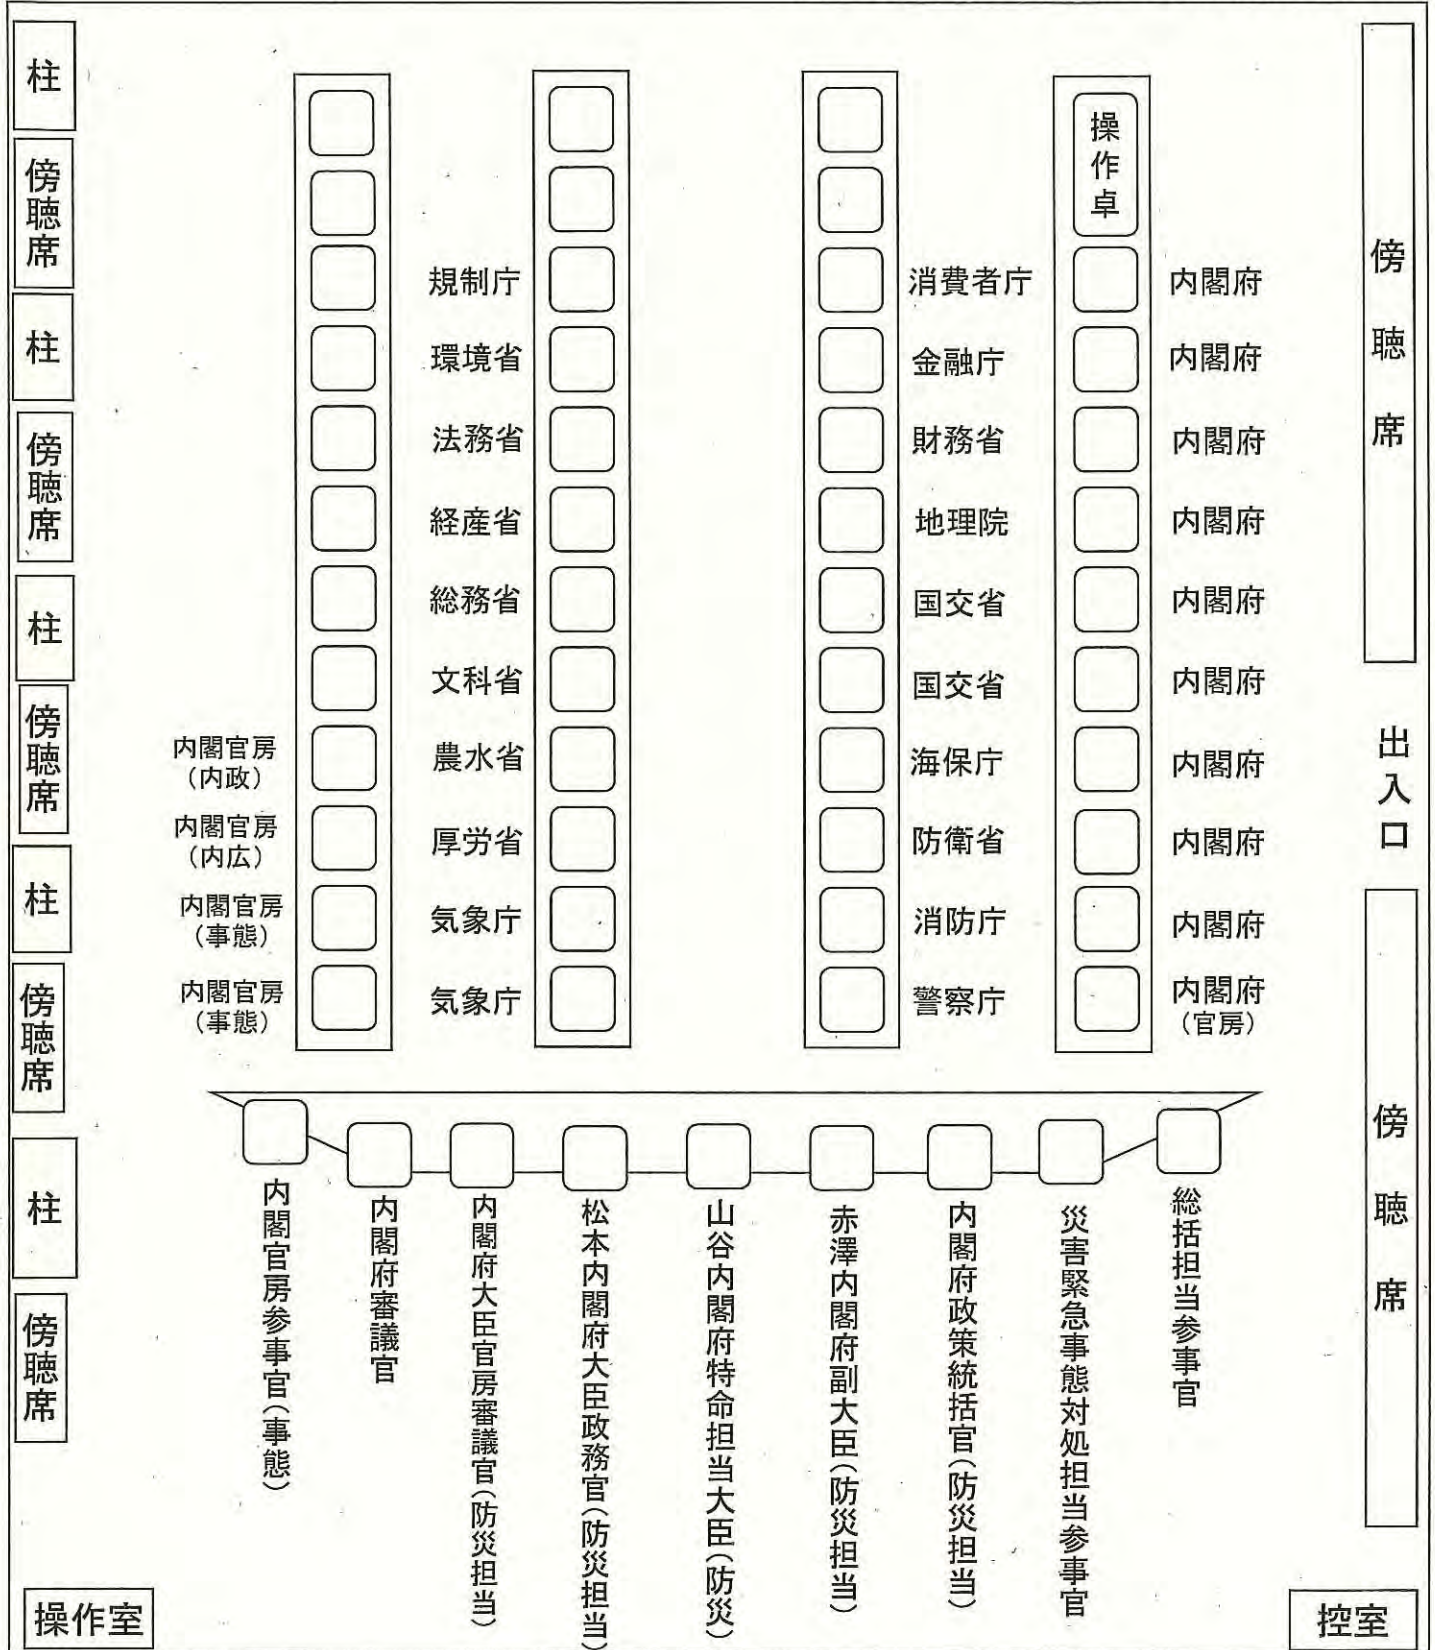 柱
傍聴席
柱
傍聴席
柱
傍聴席
柱
傍聴席
柱
傍聴席
操作室
内閣官房
（内政）
内閣官房
（内広）
内閣官房
（事態）
内閣官房
（事態）
規制庁
環境省
法務省
経産省
総務省
文科省
農水省
厚労省
気象庁
気象庁
消費者庁
金融庁
財務省
地理院
国交省
国交省
海保庁
防衛省
消防庁
警察庁
操作卓
内閣府
内閣府
内閣府
内閣府
内閣府
内閣府
内閣府
内閣府
内閣府
内閣府
（官房）
傍聴席
出入口
傍聴席
内閣官房参事官（事態）
内閣府審議官
内閣府大臣官房審議官（防災担当）
松本内閣府大臣政務官（防災担当）
山谷内閣府特命担当大臣（防災）
赤澤内閣府副大臣（防災担当）
内閣府政策統括官（防災担当）
災害緊急事態対処担当参事官
総括担当参事官
控室